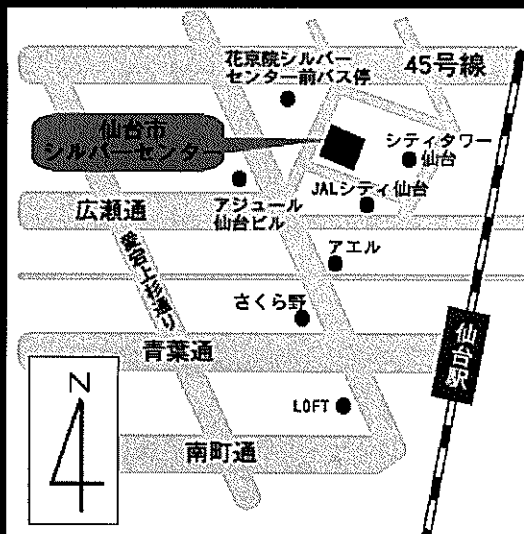 花京院シルバー
センター前バス停
45号線
仙台市
シルバーセンター
シティタワー
仙台
JALシティ仙台
広瀬通
アジュール
仙台ビル
アエル
愛宕上杉通り
さくら野
青葉通
仙台駅
N
LOFT
南町通